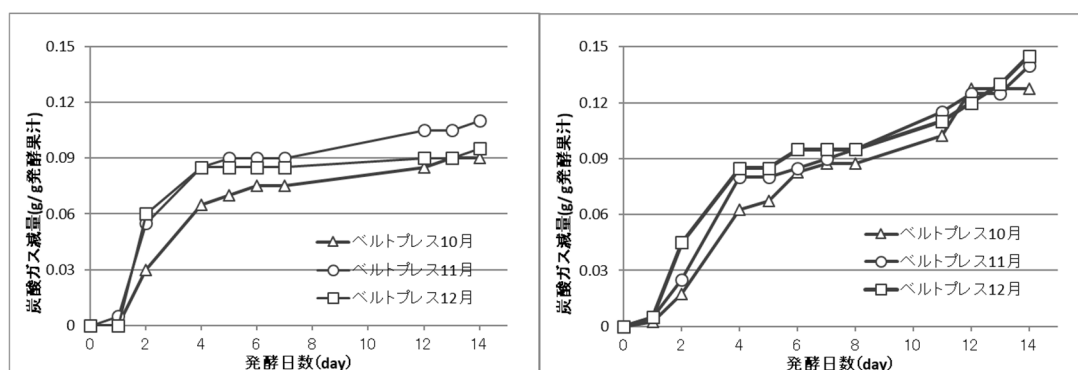 0.15
0.12
0.09
0.06
0.03
0
炭酸ガス減量(g/g発酵果汁)
ベルトプレス10月
ベルトプレス11月
ベルトプレス12月
0 2 4 6 8 10 12 14
発酵日数(day)
0.15
0.12
0.09
0.06
0.03
0
炭酸ガス減量(g/g発酵果汁)
ベルトプレス10月
ベルトプレス11月
ベルトプレス12月
0 2 4 6 8 10 12 14
発酵日数(day)